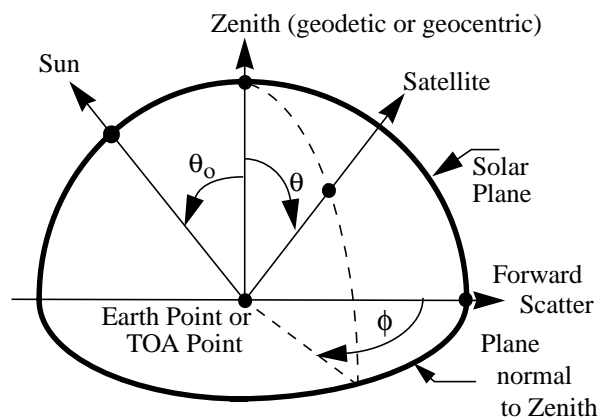 Zenith (geodetic or geocentric)
Sun
Satellite
θo
θ
Solar
Plane
Forward
Scatter
Earth Point or
TOA Point
ϕ
Plane
normal
to Zenith